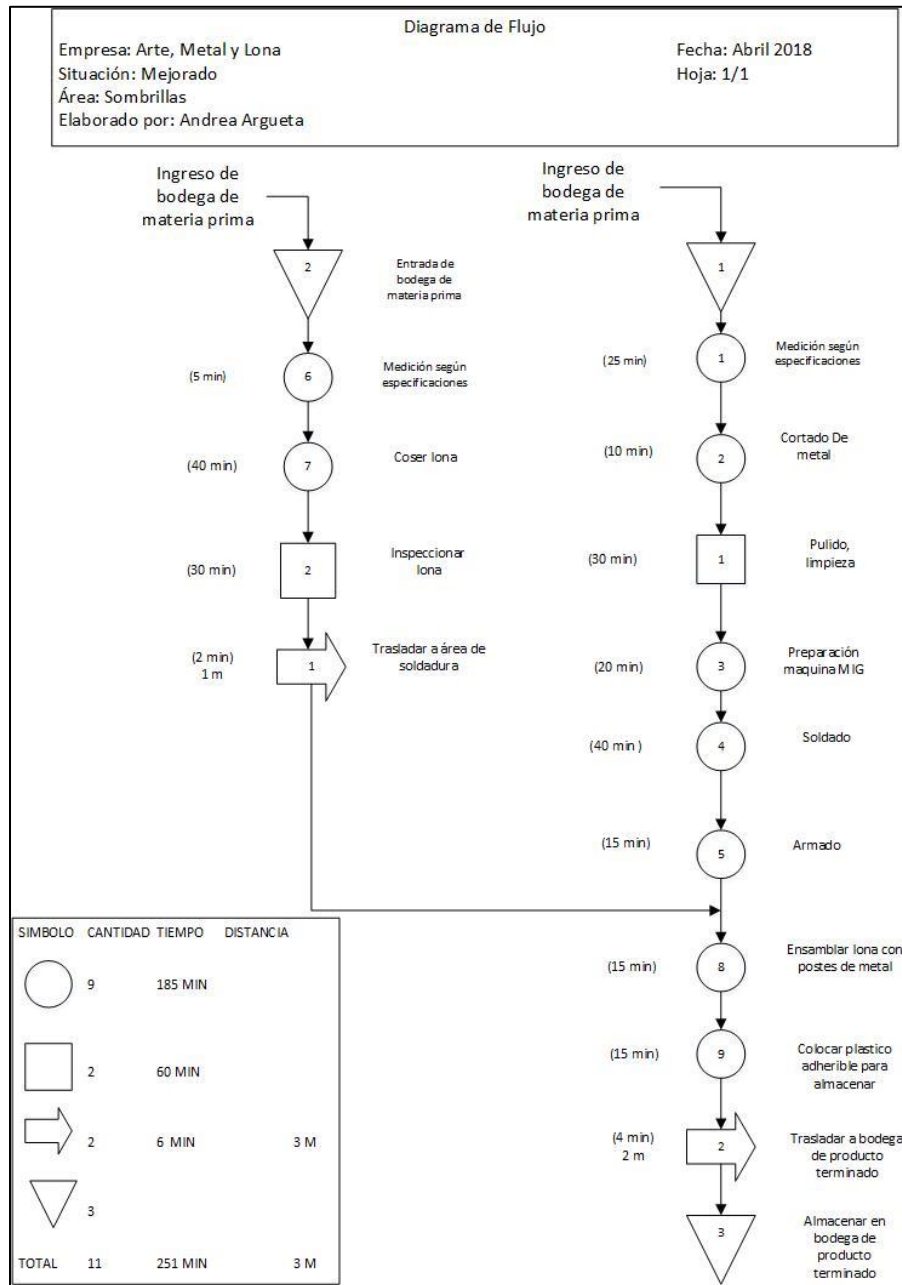 Diagrama de Flujo
Empresa: Arte, Metal y Lona
Fecha: Abril 2018
Situación: Mejorado
Hoja: 1/1
Área: Sombrillas
Elaborado por: Andrea Argueta
Ingreso de
bodega de
materia prima
2
Entrada de
bodega de
materia prima
(5 min)
6
Medición según
especificaciones
(40 min)
7
Coser lona
(30 min)
2
Inspeccionar
lona
(2 min)
1 m
1
Trasladar a área de
soldadura
Ingreso de
bodega de
materia prima
1
(25 min)
1
Medición según
especificaciones
(10 min)
2
Cortado De
metal
(30 min)
1
Pulido,
limpieza
(20 min)
3
Preparación
maquina MIG
(40 min )
4
Soldado
(15 min)
5
Armado
(15 min)
8
Ensamblar lona con
postes de metal
(15 min)
9
Colocar plastico
adherible para
almacenar
(4 min)
2 m
2
Trasladar a bodega
de producto
terminado
3
Almacenar en
bodega de
producto
terminado
SIMBOLO CANTIDAD TIEMPO DISTANCIA
9 185 MIN
2 60 MIN
2 6 MIN 3 M
3
TOTAL 11 251 MIN 3 M